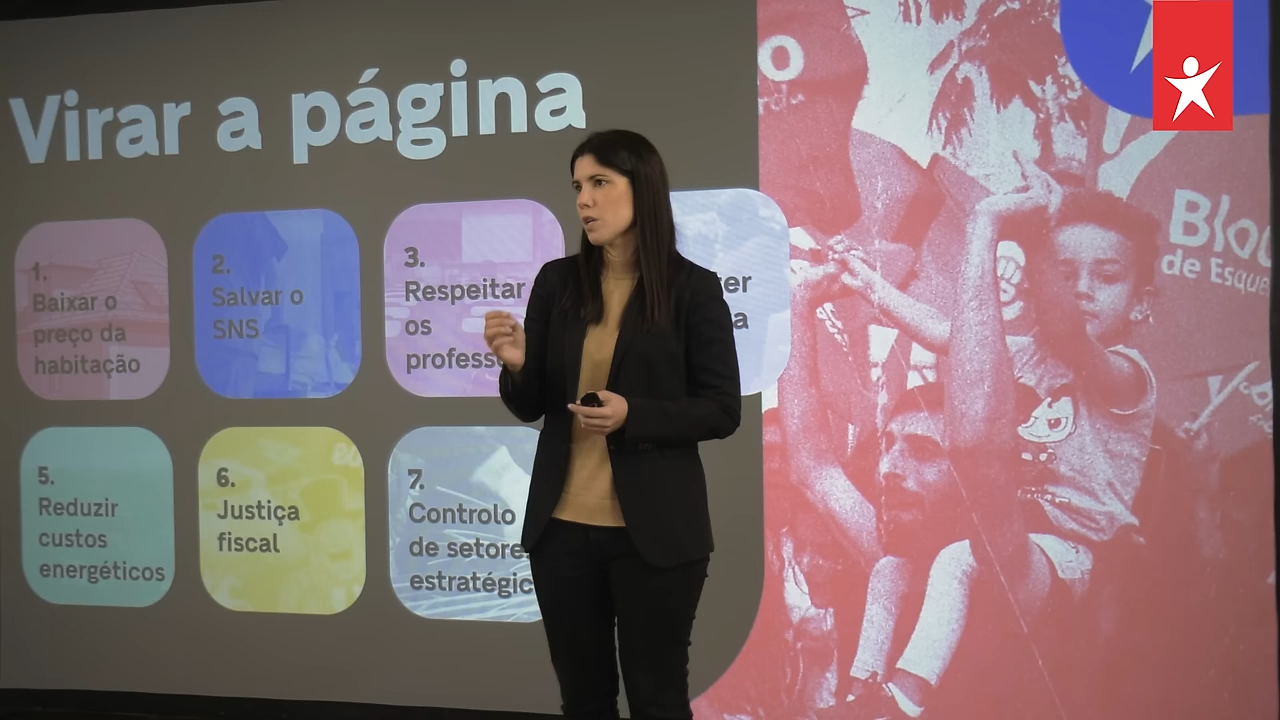 Virar a página
1.
Baixar o
preço da
habitação
2.
Salvar o
SNS
3.
Respeitar
os
5.
Reduzir
custos
energéticos
6.
Justiça
fiscal
7.
Controlo
de
Bloco
de